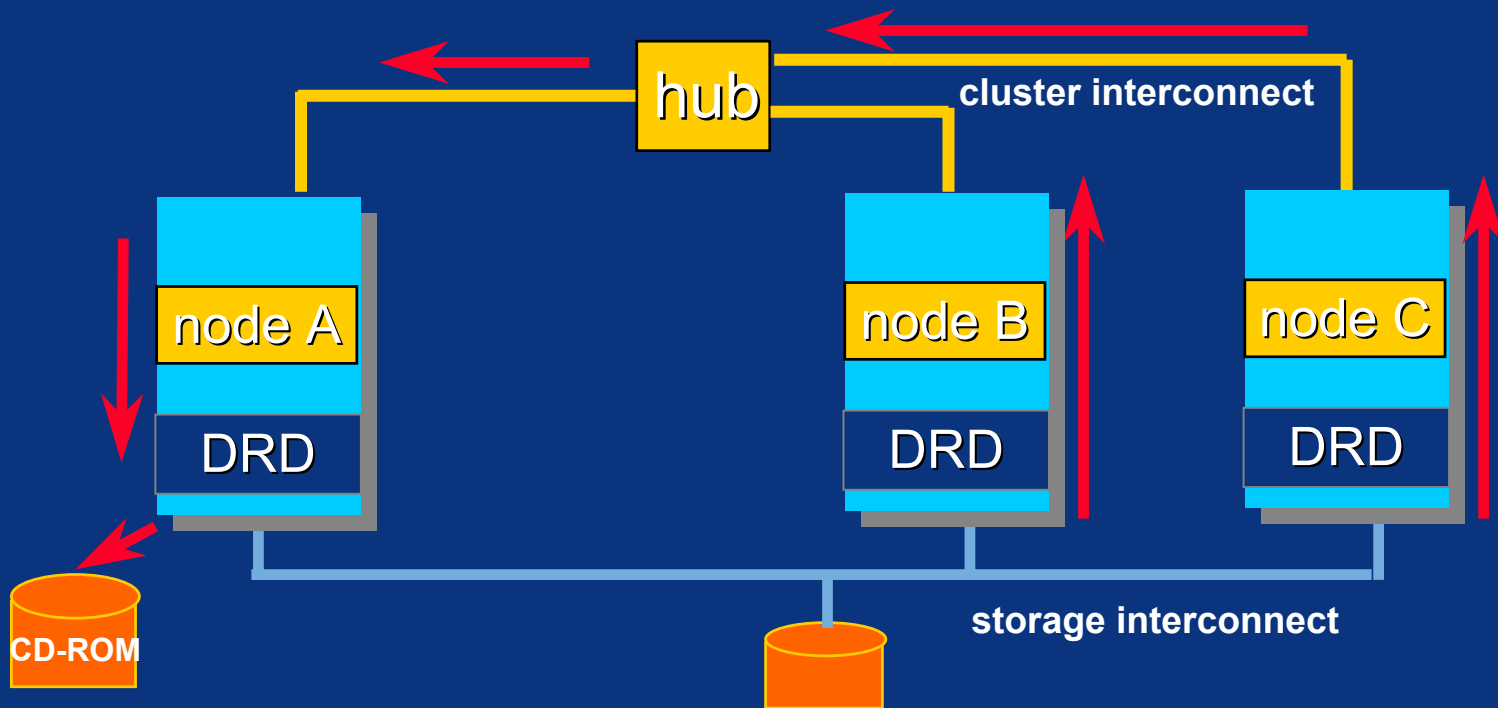 hub
cluster interconnect
node A
node B
node C
DRD
DRD
DRD
storage interconnect
CD-ROM